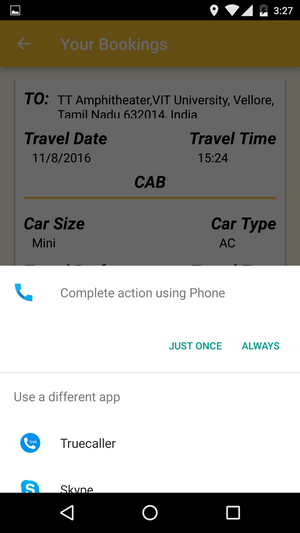 3:27
Your Bookings
TO: TT Amphitheater,VIT University, Vellore,
Tamil Nadu 632014, India
Travel Date Travel Time
11/8/2016 15:24
CAB
Car Size Car Type
Mini AC
Complete action using Phone
JUST ONCE ALWAYS
Use a different app
Truecaller
Skype